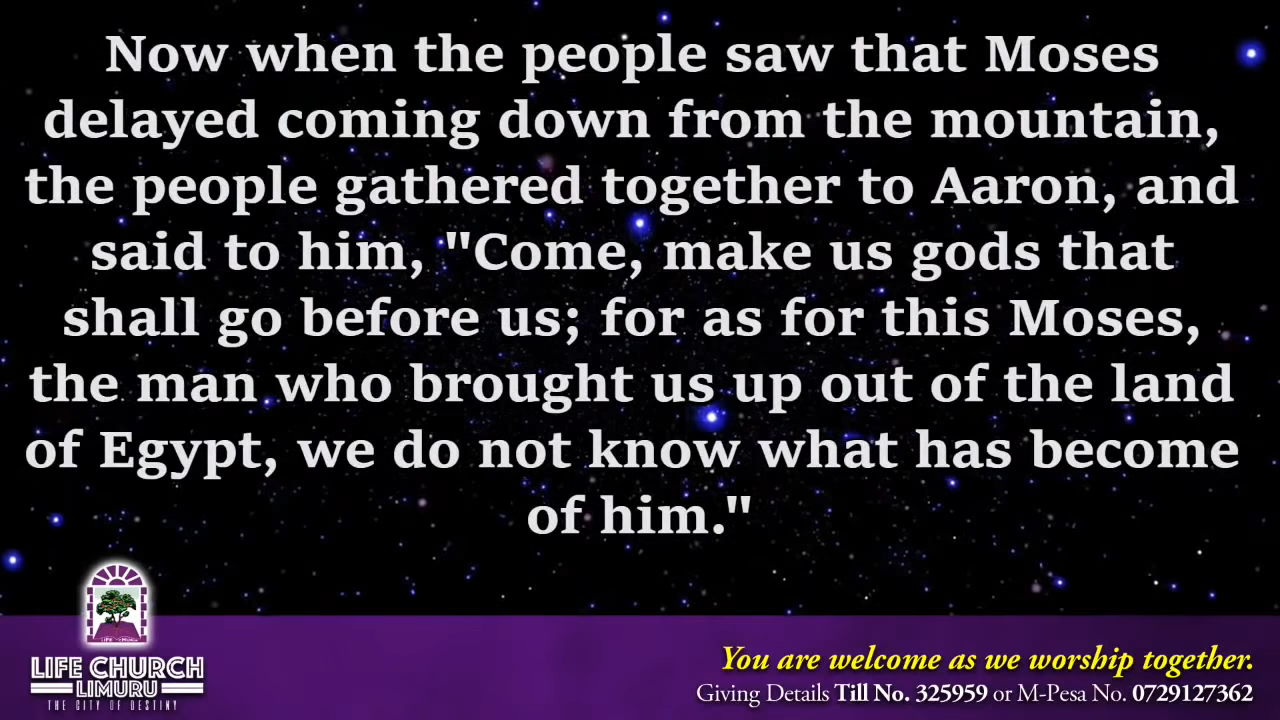 Now when the people saw that Moses
delayed coming down from the mountain,
the people gathered together to Aaron, and
said to him, "Come, make us gods that
shall go before us; for as for this Moses,
the man who brought us up out of the land
of Egypt, we do not know what has become
of him."
LIFE CHURCH
LIMURU
THE CITY OF DESTINY
You are welcome as we worship together.
Giving Details Till No. 325959 or M-Pesa No. 0729127362